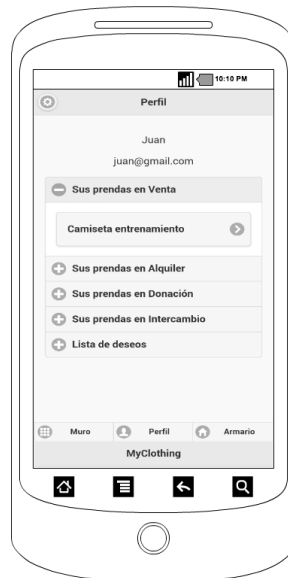 10:10 PM
Perfil
Juan
juan@gmail.com
Sus prendas en Venta
Camiseta entrenamiento
Sus prendas en Alquiler
Sus prendas en Donación
Sus prendas en Intercambio
Lista de deseos
Muro Perfil Armario
MyClothing